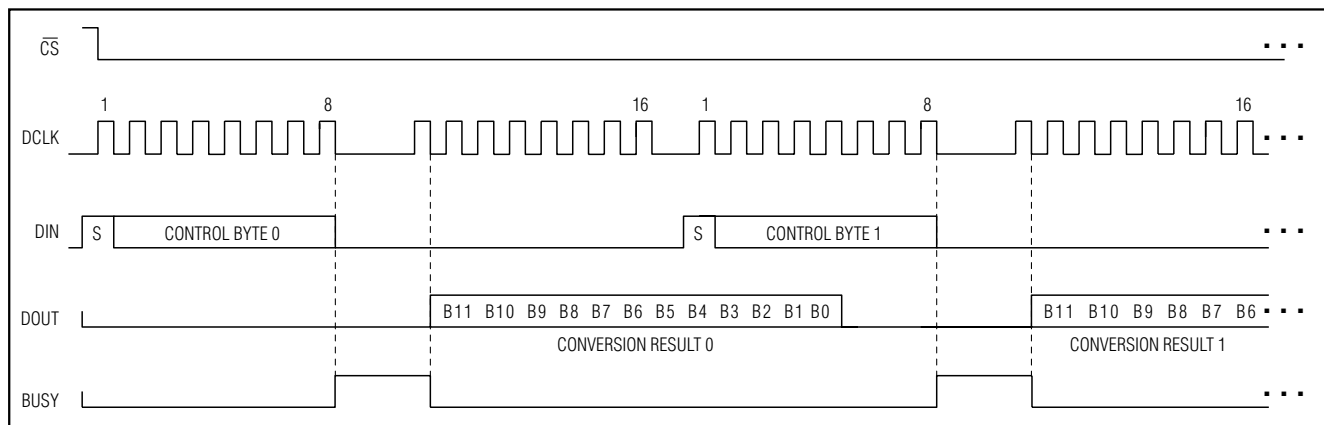 CS ...
1 8 16 1 8 16
DCLK ...
DIN S CONTROL BYTE 0 S CONTROL BYTE 1 ...
DOUT B11 B10 B9 B8 B7 B6 B5 B4 B3 B2 B1 B0 B11 B10 B9 B8 B7 B6 ...
CONVERSION RESULT 0 CONVERSION RESULT 1
BUSY ...